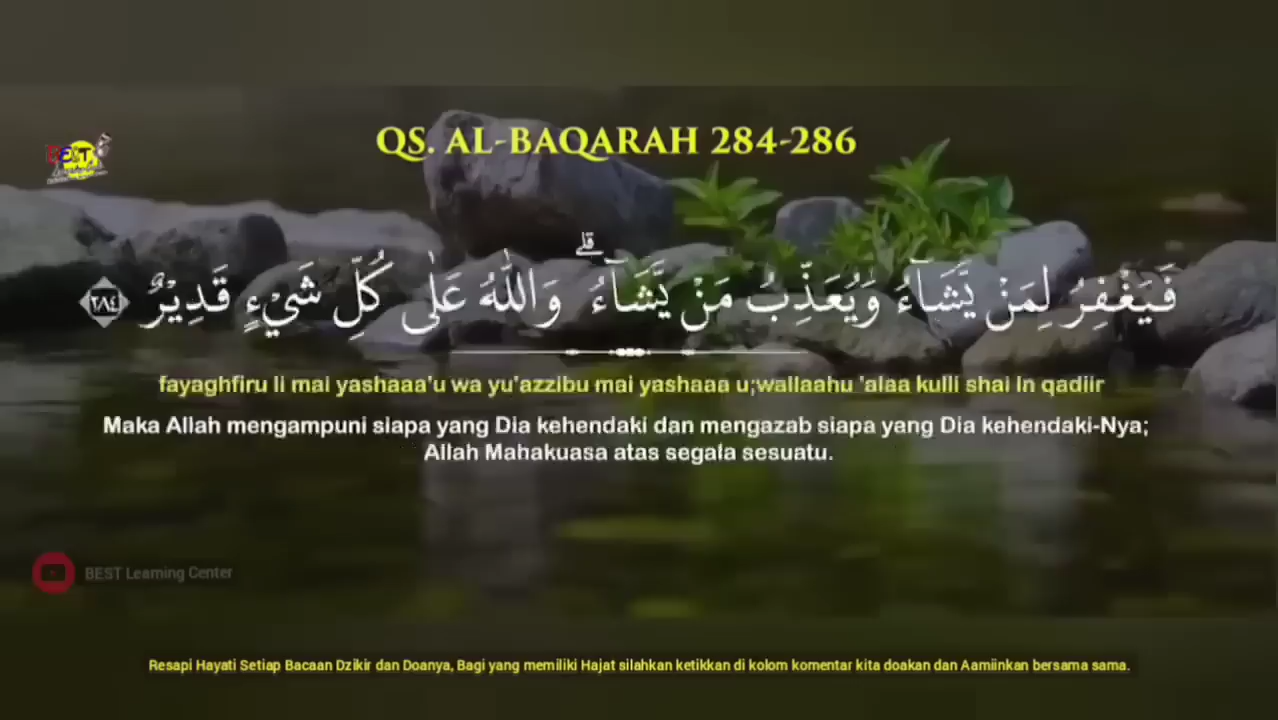 QS. AL-BAQARAH 284-286
BEST
فَيَغْفِرُ لِمَنْ يَّشَاۤءُ وَيُعَذِّبُ مَنْ يَّشَاۤءُ ۗ وَاللّٰهُ عَلٰى كُلِّ شَيْءٍ قَدِيْرٌ ٢٨٤
fayaghfiru li mai yashaaa'u wa yu'azzibu mai yashaaa u;wallaahu 'alaa kulli shai in qadiir
Maka Allah mengampuni siapa yang Dia kehendaki dan mengazab siapa yang Dia kehendaki-Nya;
Allah Mahakuasa atas segala sesuatu.
BEST Learning Center
Resapi Hayati Setiap Bacaan Dzikir dan Doanya, Bagi yang memiliki Hajat silahkan ketikkan di kolom komentar kita doakan dan Aamiinkan bersama sama.